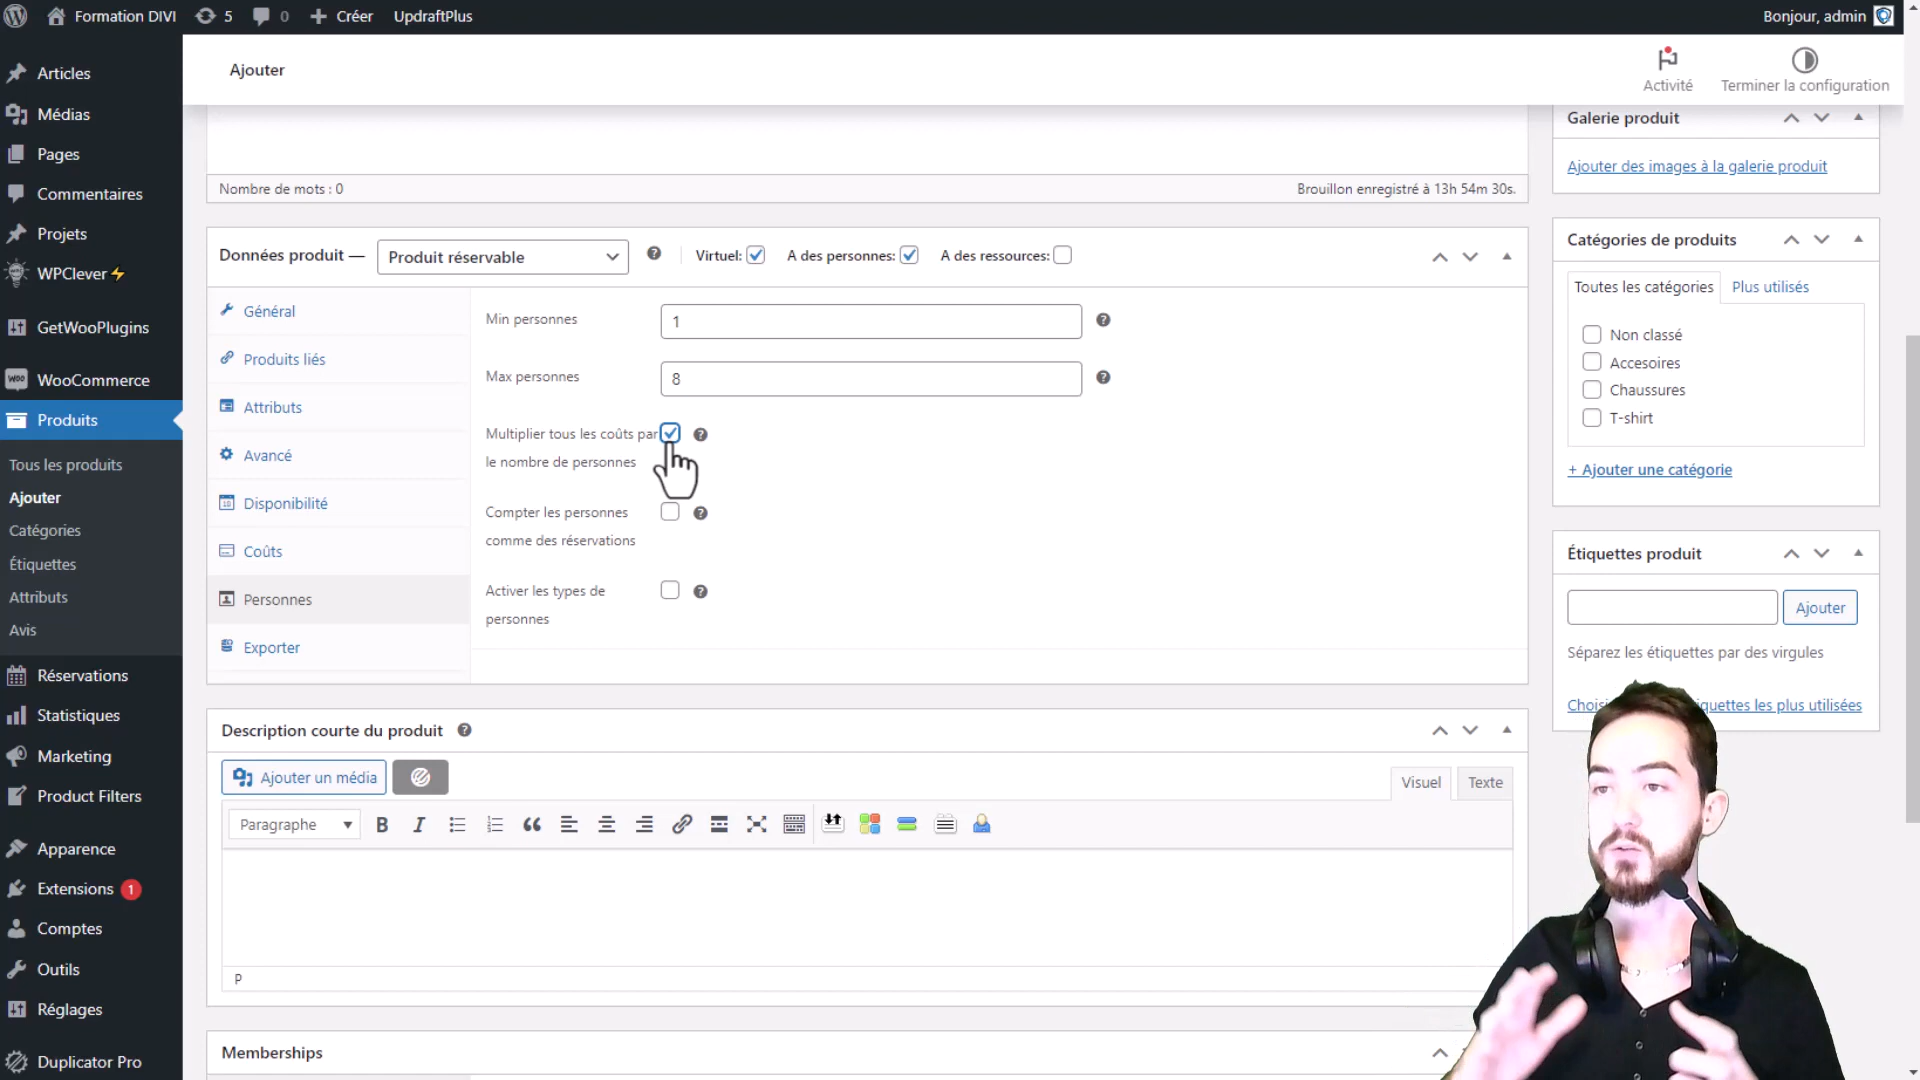 Formation DIVI
5
0
Créer
UpdraftPlus
Bonjour, admin
Articles
Médias
Pages
Commentaires
Projets
WPClever
GetWooPlugins
WooCommerce
Produits
Tous les produits
Ajouter
Catégories
Étiquettes
Attributs
Avis
Réservations
Statistiques
Marketing
Product Filters
Apparence
Extensions 1
Comptes
Outils
Réglages
Duplicator Pro
Ajouter
Activité
Terminer la configuration
Nombre de mots : 0
Brouillon enregistré à 13h 54m 30s.
Données produit —
Produit réservable
Virtuel:
A des personnes:
A des ressources:
Général
Produits liés
Attributs
Avancé
Disponibilité
Coûts
Personnes
Exporter
Min personnes
1
Max personnes
8
Multiplier tous les coûts par
le nombre de personnes
Compter les personnes
comme des réservations
Activer les types de
personnes
Description courte du produit
Ajouter un média
Visuel
Texte
Paragraphe
P
Memberships
Galerie produit
Ajouter des images à la galerie produit
Catégories de produits
Toutes les catégories
Plus utilisés
Non classé
Accesoires
Chaussures
T-shirt
+ Ajouter une catégorie
Étiquettes produit
Ajouter
Séparez les étiquettes par des virgules
les plus utilisées